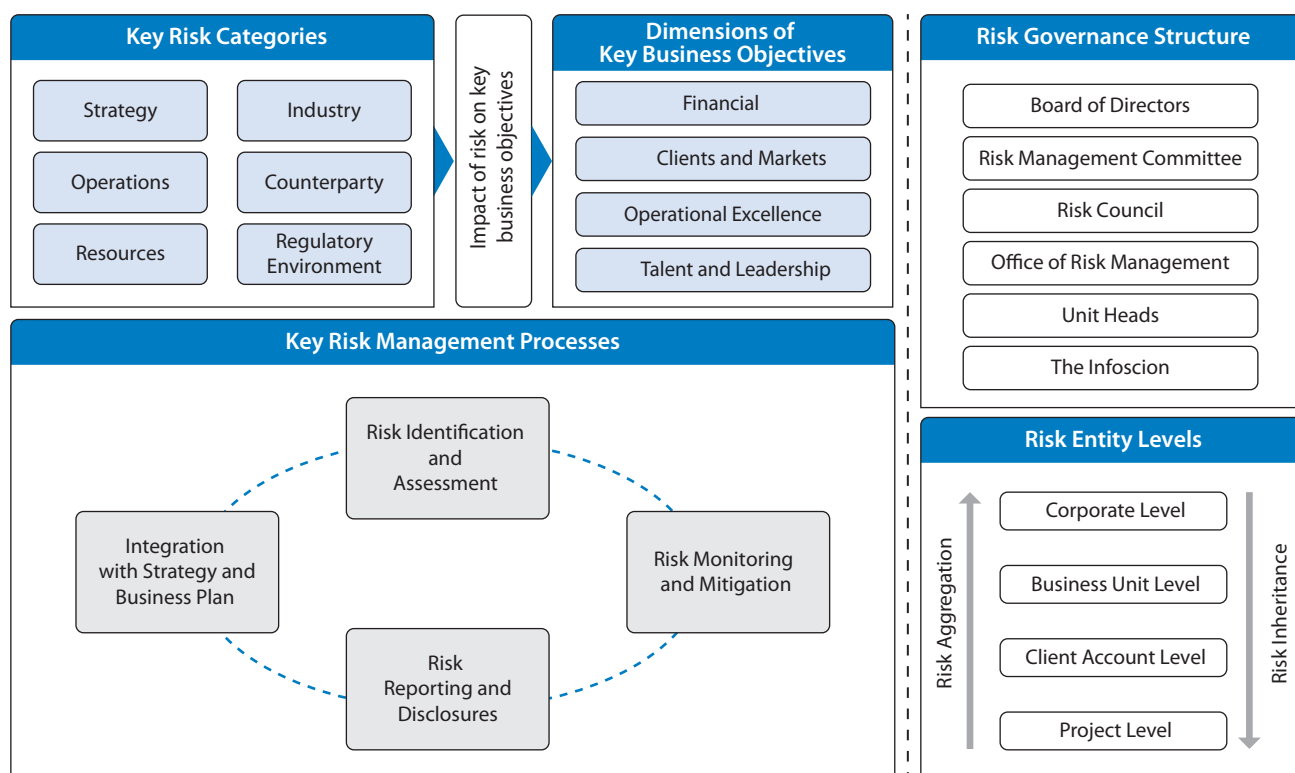 Key Risk Categories
Strategy
Industry
Operations
Counterparty
Resources
Regulatory
Environment
Impact of risk on key
business objectives
Dimensions of
Key Business Objectives
Financial
Clients and Markets
Operational Excellence
Talent and Leadership
Key Risk Management Processes
Risk Identification
and
Assessment
Integration
with Strategy and
Business Plan
Risk Monitoring
and Mitigation
Risk
Reporting and
Disclosures
Risk Governance Structure
Board of Directors
Risk Management Committee
Risk Council
Office of Risk Management
Unit Heads
The Infoscion
Risk Entity Levels
Risk Aggregation
Corporate Level
Business Unit Level
Client Account Level
Project Level
Risk Inheritance